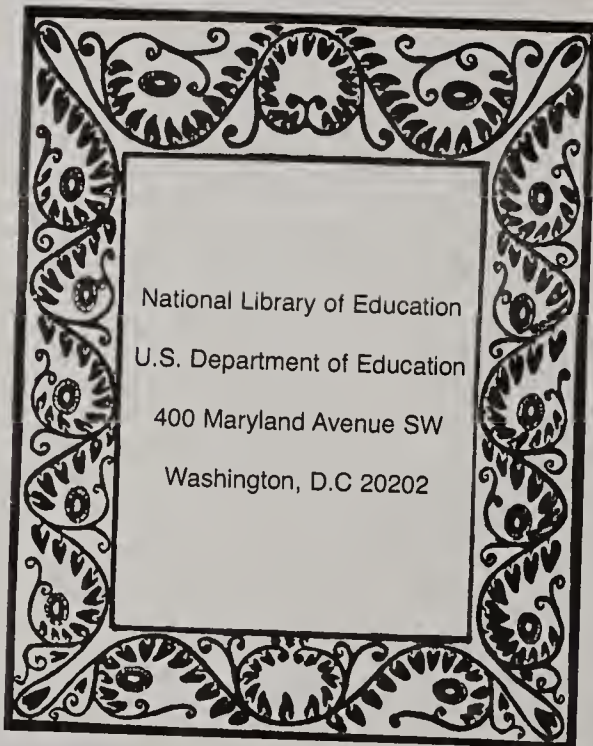 National Library of Education
U.S. Department of Education
400 Maryland Avenue SW
Washington, D.C 20202